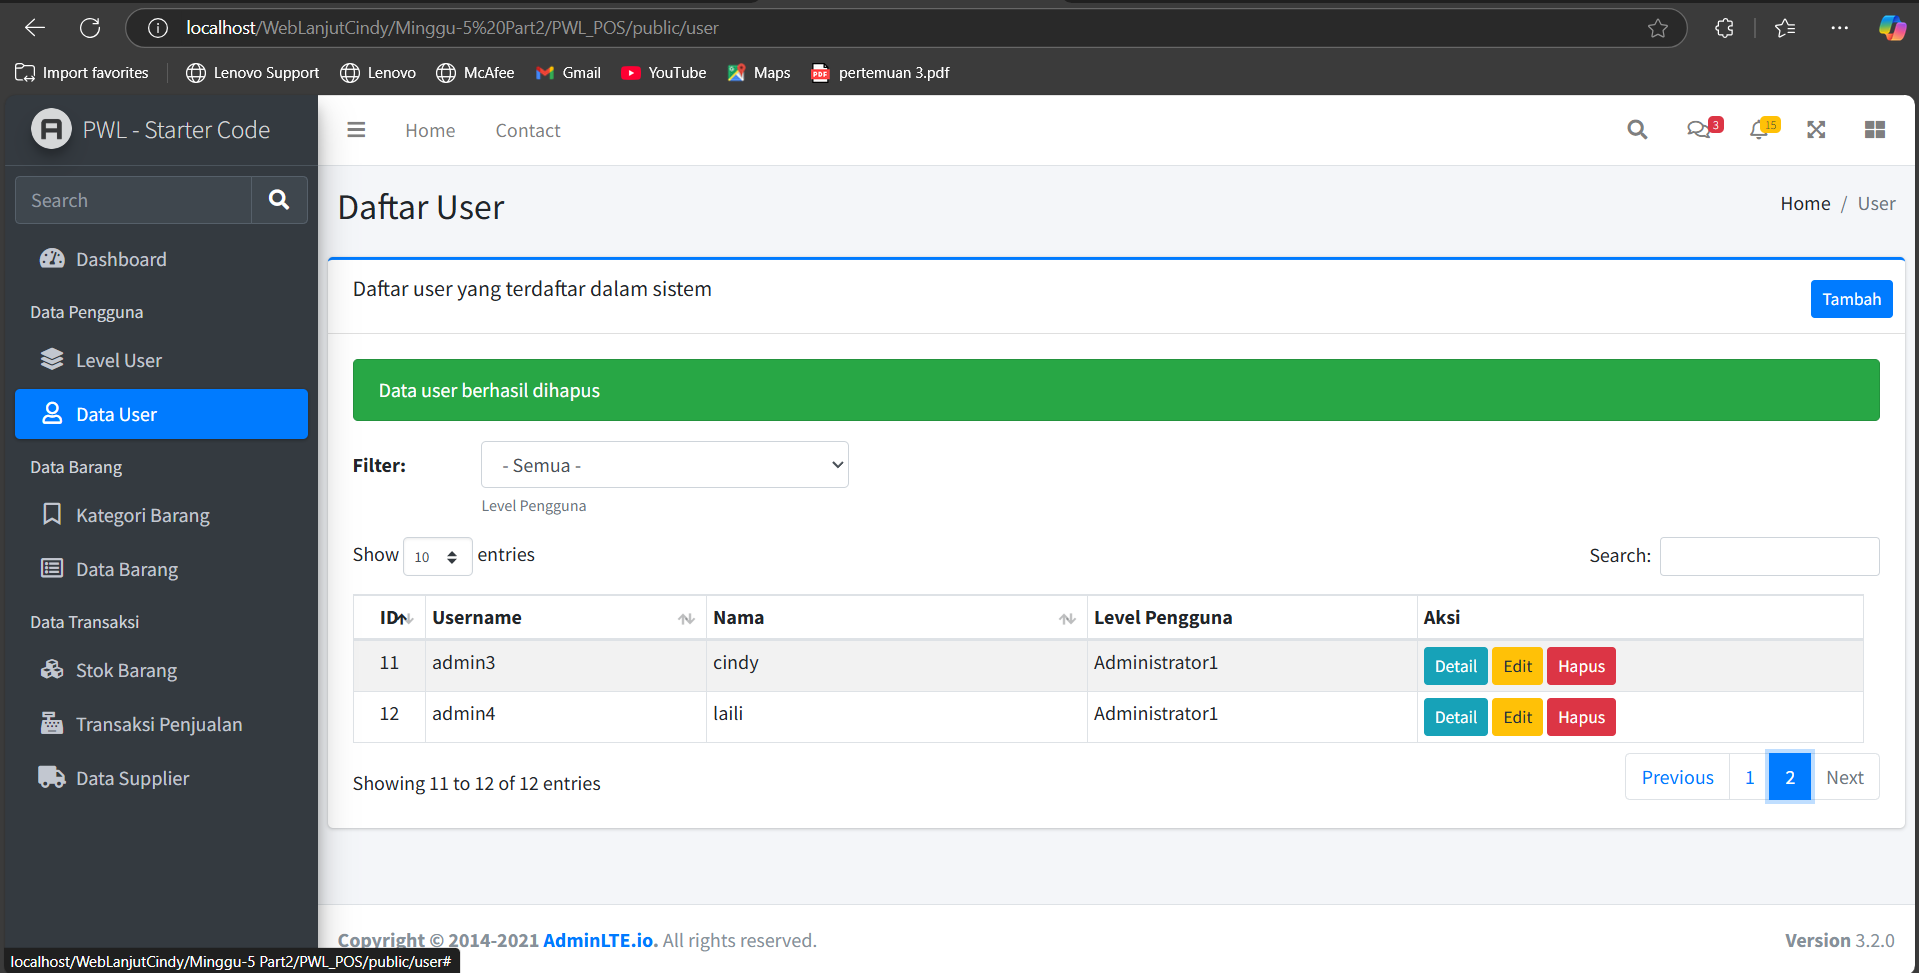 localhost/WebLanjutCindy/Minggu-5%20Part2/PWL_POS/public/user
Import favorites Lenovo Support Lenovo McAfee Gmail YouTube Maps PDF pertemuan 3.pdf
PWL - Starter Code
Home Contact 3 15
Search
Daftar User
Home / User
Dashboard
Data Pengguna
Level User
Data User
Data Barang
Kategori Barang
Data Barang
Data Transaksi
Stok Barang
Transaksi Penjualan
Data Supplier
Daftar user yang terdaftar dalam sistem
Tambah
Data user berhasil dihapus
Filter: - Semua -
Level Pengguna
Show 10 entries Search:
ID Username Nama Level Pengguna Aksi
11 admin3 cindy Administrator1 Detail Edit Hapus
12 admin4 laili Administrator1 Detail Edit Hapus
Showing 11 to 12 of 12 entries
Previous 1 2 Next
Copyright © 2014-2021 AdminLTE.io. All rights reserved. Version 3.2.0
localhost/WebLanjutCindy/Minggu-5 Part2/PWL_POS/public/user#